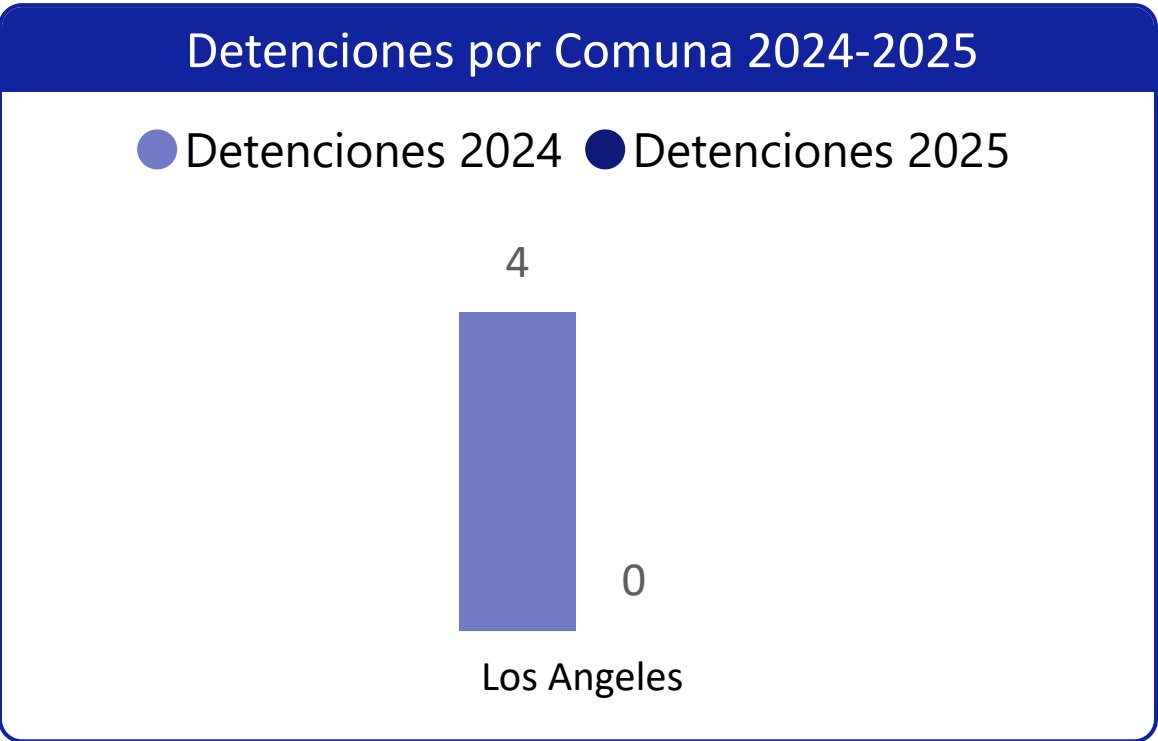 Detenciones por Comuna 2024-2025
Detenciones 2024 Detenciones 2025
4
0
Los Angeles